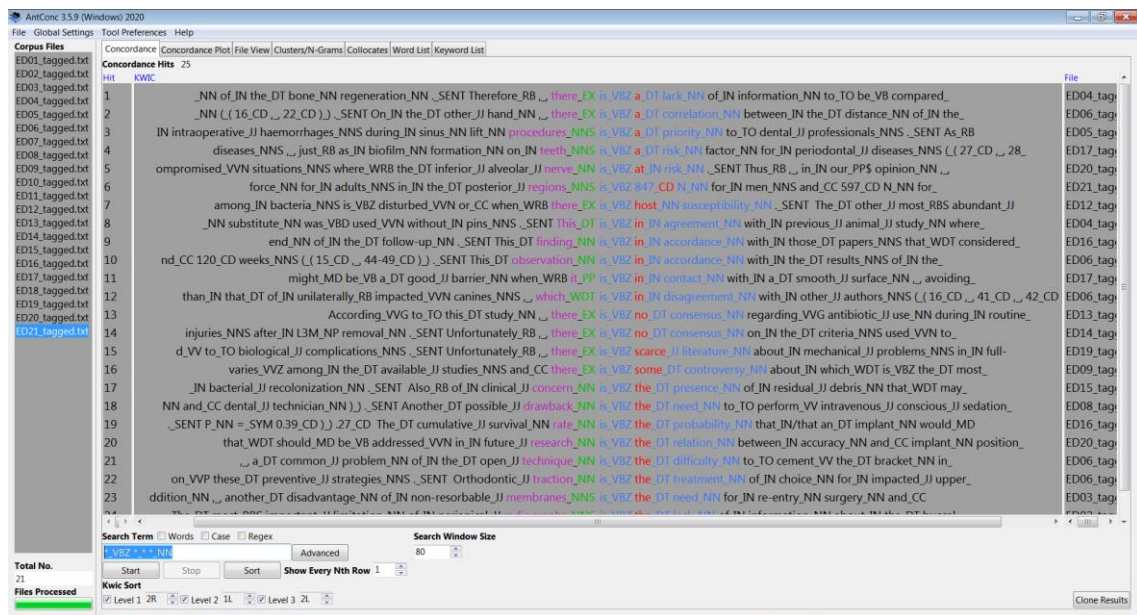 AntConc 3.5.9 (Windows) 2020
File Global Settings Tool Preferences Help
Corpus Files
ED01_tagged.txt
ED02_tagged.txt
ED03_tagged.txt
ED04_tagged.txt
ED05_tagged.txt
ED06_tagged.txt
ED07_tagged.txt
ED08_tagged.txt
ED09_tagged.txt
ED10_tagged.txt
ED11_tagged.txt
ED12_tagged.txt
ED13_tagged.txt
ED14_tagged.txt
ED15_tagged.txt
ED16_tagged.txt
ED17_tagged.txt
ED18_tagged.txt
ED19_tagged.txt
ED20_tagged.txt
ED21_tagged.txt
Total No.
21
Files Processed
Concordance Concordance Plot File View Clusters/N-Grams Collocates Word List Keyword List
Concordance Hits 25
Hit KWIC File
1 _NN of_IN the_DT bone_NN regeneration_NN ._SENT Therefore_RB ,_, there_EX is_VBZ a_DT lack_NN of_IN information_NN to_TO be_VB compared_ ED04_tag
2 _NN (_( 16_CD ,_, 22_CD )_) ._SENT On_IN the_DT other_JJ hand_NN ,_, there_EX is_VBZ a_DT correlation_NN between_IN the_DT distance_NN of_IN the_ ED06_tag
3 IN intraoperative_JJ haemorrhages_NNS during_IN sinus_NN lift_NN procedures_NNS is_VBZ a_DT priority_NN to_TO dental_JJ professionals_NNS ._SENT As_RB ED05_tag
4 diseases_NNS ,_, just_RB as_IN biofilm_NN formation_NN on_IN teeth_NNS is_VBZ a_DT risk_NN factor_NN for_IN periodontal_JJ diseases_NNS (_( 27_CD ,_, 28_ ED17_tag
5 ompromised_VVN situations_NNS where_WRB the_DT inferior_JJ alveolar_JJ nerve_NN is_VBZ at_IN risk_NN ._SENT Thus_RB ,_, in_IN our_PP$ opinion_NN ,_, ED20_tag
6 force_NN for_IN adults_NNS in_IN the_DT posterior_JJ regions_NNS is_VBZ 847_CD N_NN for_IN men_NNS and_CC 597_CD N_NN for_ ED21_tag
7 among_IN bacteria_NNS is_VBZ disturbed_VVN or_CC when_WRB there_EX is_VBZ host_NN susceptibility_NN ._SENT The_DT other_JJ most_RBS abundant_JJ ED12_tag
8 _NN substitute_NN was_VBD used_VVN without_IN pins_NNS ._SENT This_DT is_VBZ in_IN agreement_NN with_IN previous_JJ animal_JJ study_NN where_ ED04_tag
9 end_NN of_IN the_DT follow-up_NN ._SENT This_DT finding_NN is_VBZ in_IN accordance_NN with_IN those_DT papers_NNS that_WDT considered_ ED16_tag
10 nd_CC 120_CD weeks_NNS (_( 15_CD ,_, 44-49_CD )_) ._SENT This_DT observation_NN is_VBZ in_IN accordance_NN with_IN the_DT results_NNS of_IN the_ ED06_tag
11 might_MD be_VB a_DT good_JJ barrier_NN when_WRB it_PP is_VBZ in_IN contact_NN with_IN a_DT smooth_JJ surface_NN ,_, avoiding_ ED17_tag
12 than_IN that_DT of_IN unilaterally_RB impacted_VVN canines_NNS ,_, which_WDT is_VBZ in_IN disagreement_NN with_IN other_JJ authors_NNS (_( 16_CD ,_, 41_CD ,_, 42_CD ED06_tag
13 According_VVG to_TO this_DT study_NN ,_, there_EX is_VBZ no_DT consensus_NN regarding_VVG antibiotic_JJ use_NN during_IN routine_ ED13_tag
14 injuries_NNS after_IN L3M_NP removal_NN ._SENT Unfortunately_RB ,_, there_EX is_VBZ no_DT consensus_NN on_IN the_DT criteria_NNS used_VVN to_ ED14_tag
15 d_VV to_TO biological_JJ complications_NNS ._SENT Unfortunately_RB ,_, there_EX is_VBZ scarce_JJ literature_NN about_IN mechanical_JJ problems_NNS in_IN full- ED19_tag
16 varies_VVZ among_IN the_DT available_JJ studies_NNS and_CC there_EX is_VBZ some_DT controversy_NN about_IN which_WDT is_VBZ the_DT most_ ED09_tag
17 _IN bacterial_JJ recolonization_NN ._SENT Also_RB of_IN clinical_JJ concern_NN is_VBZ the_DT presence_NN of_IN residual_JJ debris_NN that_WDT may_ ED15_tag
18 NN and_CC dental_JJ technician_NN )_) ._SENT Another_DT possible_JJ drawback_NN is_VBZ the_DT need_NN to_TO perform_VV intravenous_JJ conscious_JJ sedation_ ED08_tag
19 ._SENT P_NN =_SYM 0.39_CD )_) .27_CD The_DT cumulative_JJ survival_NN rate_NN is_VBZ the_DT probability_NN that_IN/that an_DT implant_NN would_MD ED16_tag
20 that_WDT should_MD be_VB addressed_VVN in_IN future_JJ research_NN is_VBZ the_DT relation_NN between_IN accuracy_NN and_CC implant_NN position_ ED20_tag
21 ,_, a_DT common_JJ problem_NN of_IN the_DT open_JJ technique_NN is_VBZ the_DT difficulty_NN to_TO cement_VV the_DT bracket_NN in_ ED06_tag
22 on_VVP these_DT preventive_JJ strategies_NNS ._SENT Orthodontic_JJ traction_NN is_VBZ the_DT treatment_NN of_IN choice_NN for_IN impacted_JJ upper_ ED06_tag
23 ddition_NN ,_, another_DT disadvantage_NN of_IN non-resorbable_JJ membranes_NNS is_VBZ the_DT need_NN for_IN re-entry_NN surgery_NN and_CC ED03_tag
Search Term Words Case Regex Search Window Size
*_VBZ *_* *_NN Advanced 80
Start Stop Sort Show Every Nth Row 1
Kwic Sort
Level 1 2R Level 2 1L Level 3 2L Clone Results